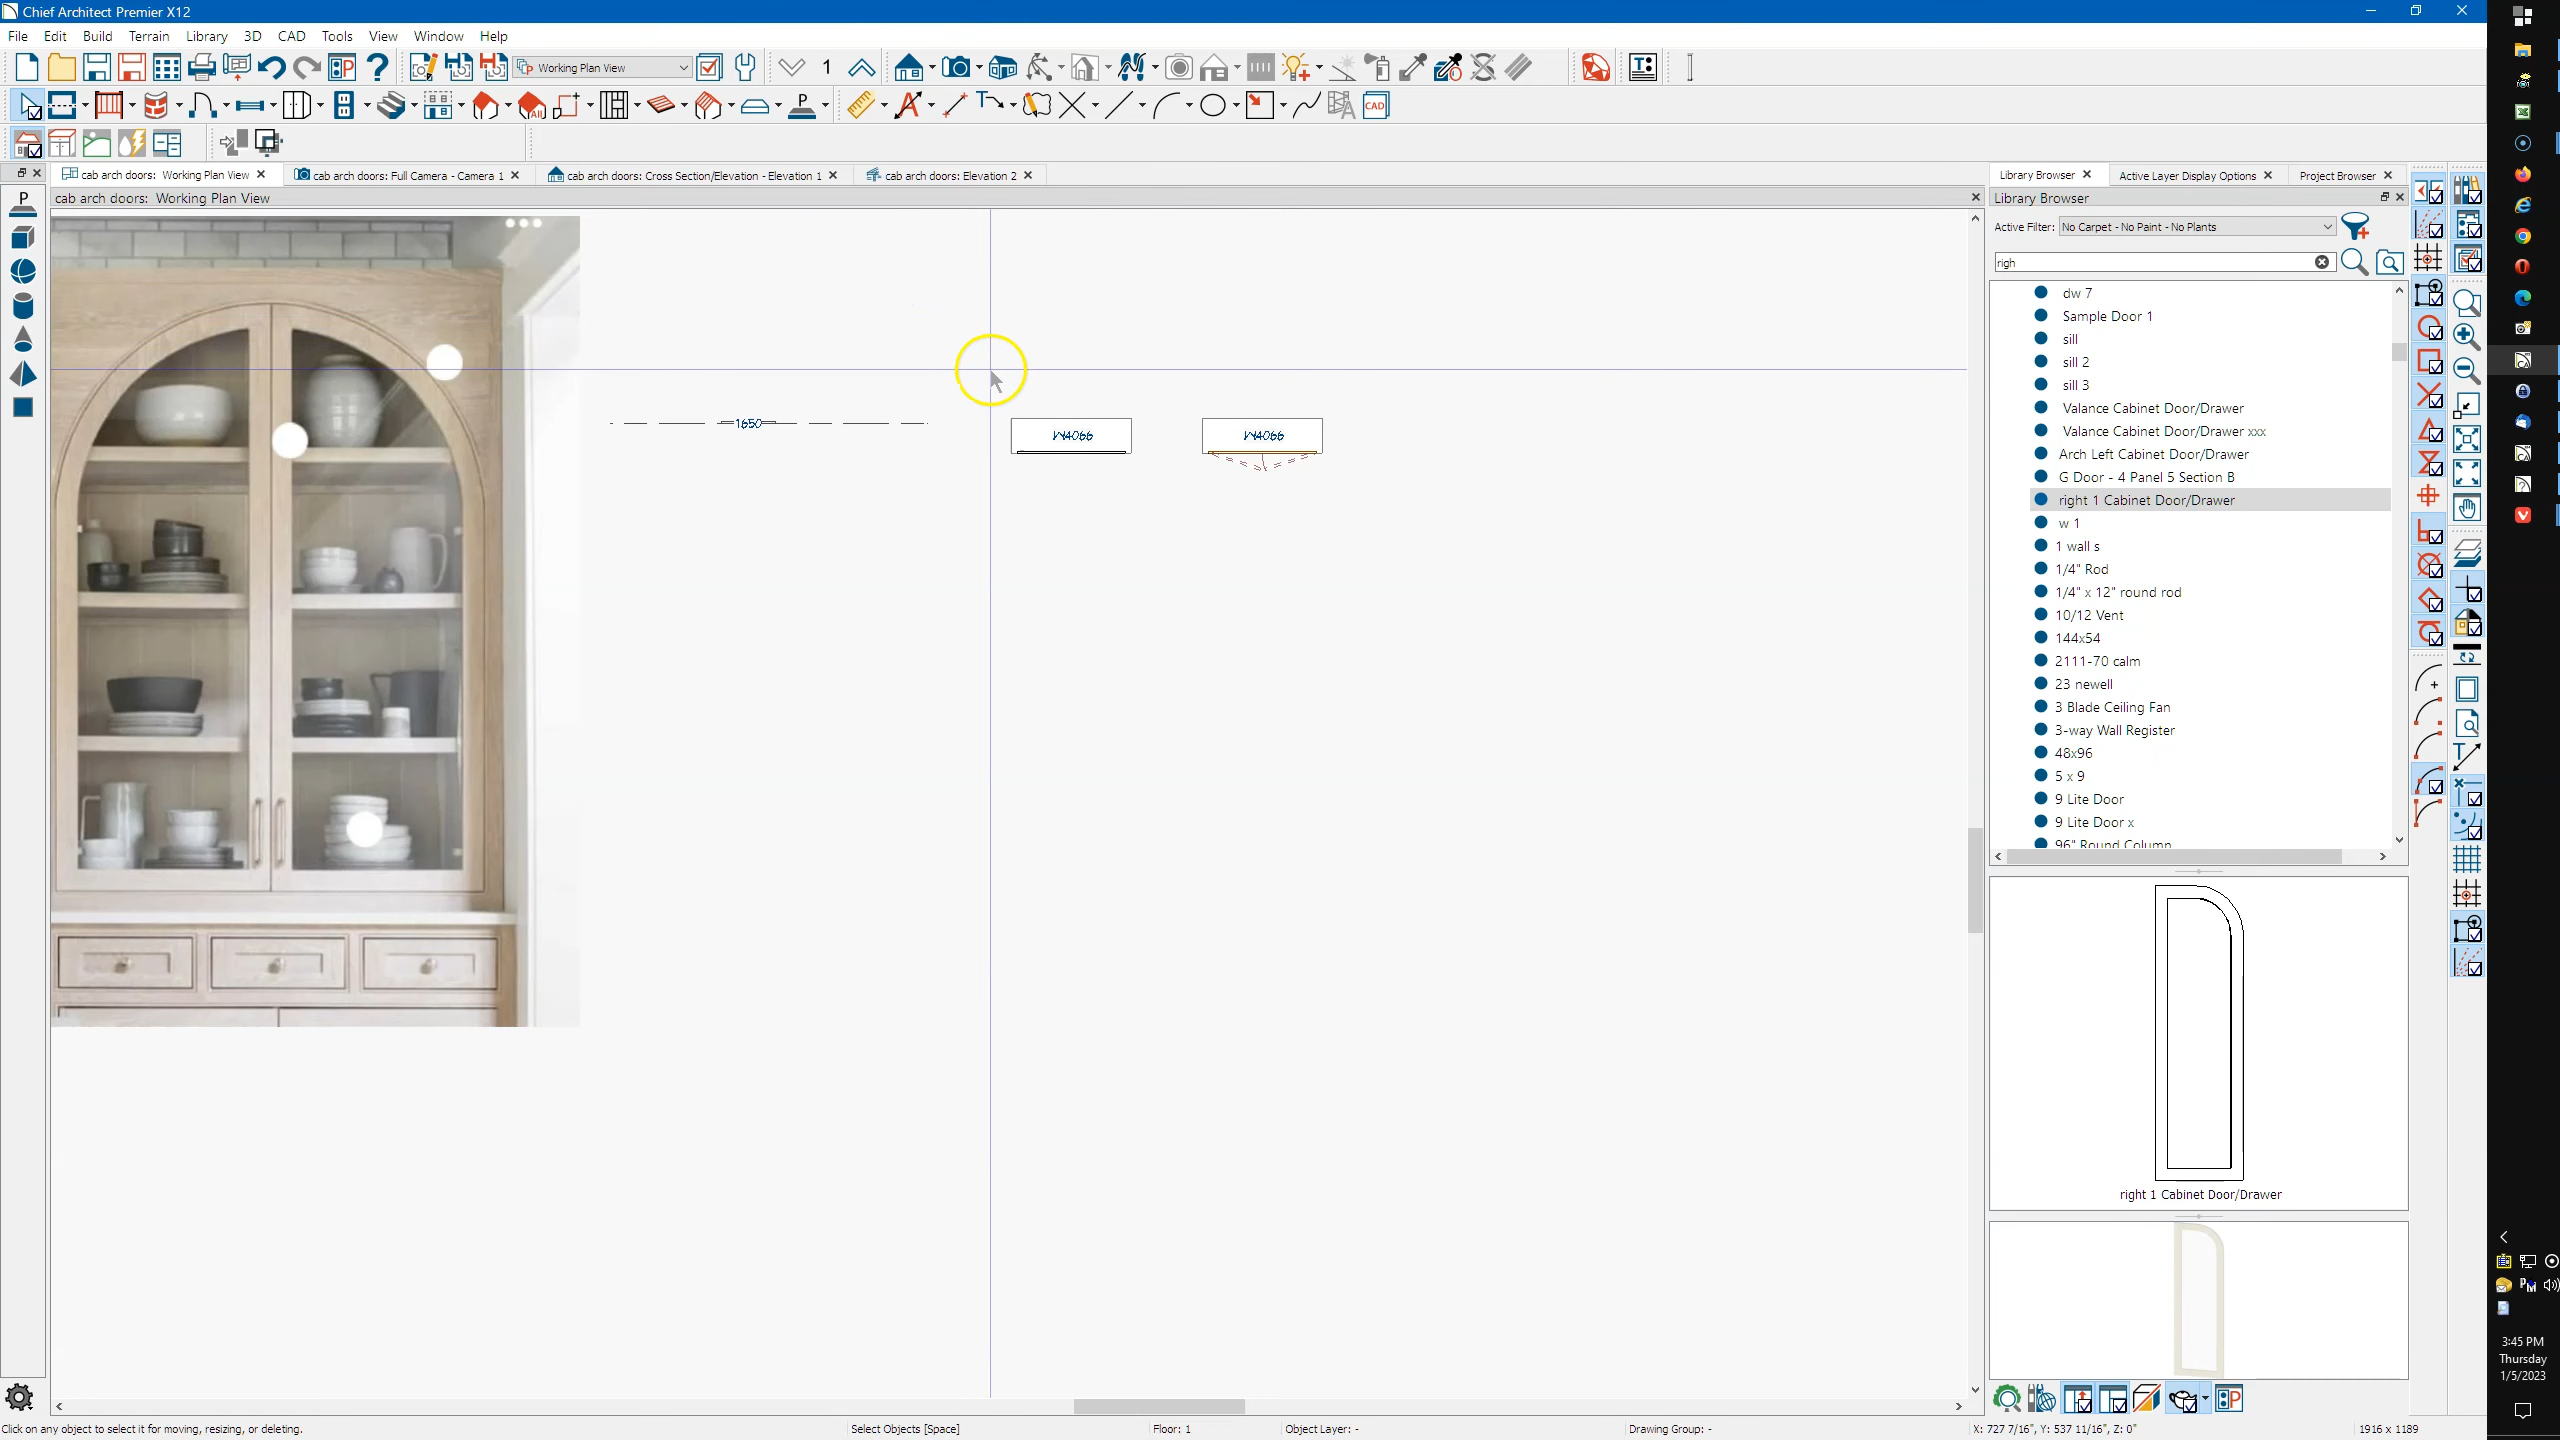 Chief Architect Premier X12
File Edit Build Terrain Library 3D CAD Tools View Window Help
Working Plan View
1
cab arch doors: Working Plan View
cab arch doors: Full Camera - Camera 1
cab arch doors: Cross Section/Elevation - Elevation 1
cab arch doors: Elevation 2
cab arch doors: Working Plan View
1650
W4066
W4066
Library Browser
Active Layer Display Options
Project Browser
Library Browser
Active Filter: No Carpet - No Paint - No Plants
righ
dw 7
Sample Door 1
sill
sill 2
sill 3
Valance Cabinet Door/Drawer
Valance Cabinet Door/Drawer xxx
Arch Left Cabinet Door/Drawer
G Door - 4 Panel 5 Section B
right 1 Cabinet Door/Drawer
w 1
1 wall s
1/4" Rod
1/4" x 12" round rod
10/12 Vent
144x54
2111-70 calm
23 newell
3 Blade Ceiling Fan
3-way Wall Register
48x96
5 x 9
9 Lite Door
9 Lite Door x
96" Round Column
right 1 Cabinet Door/Drawer
3:45 PM
Thursday
1/5/2023
Click on any object to select it for moving, resizing, or deleting.
Select Objects [Space]
Floor: 1
Object Layer: -
Drawing Group: -
X: 727 7/16", Y: 537 11/16", Z: 0"
1916 x 1189